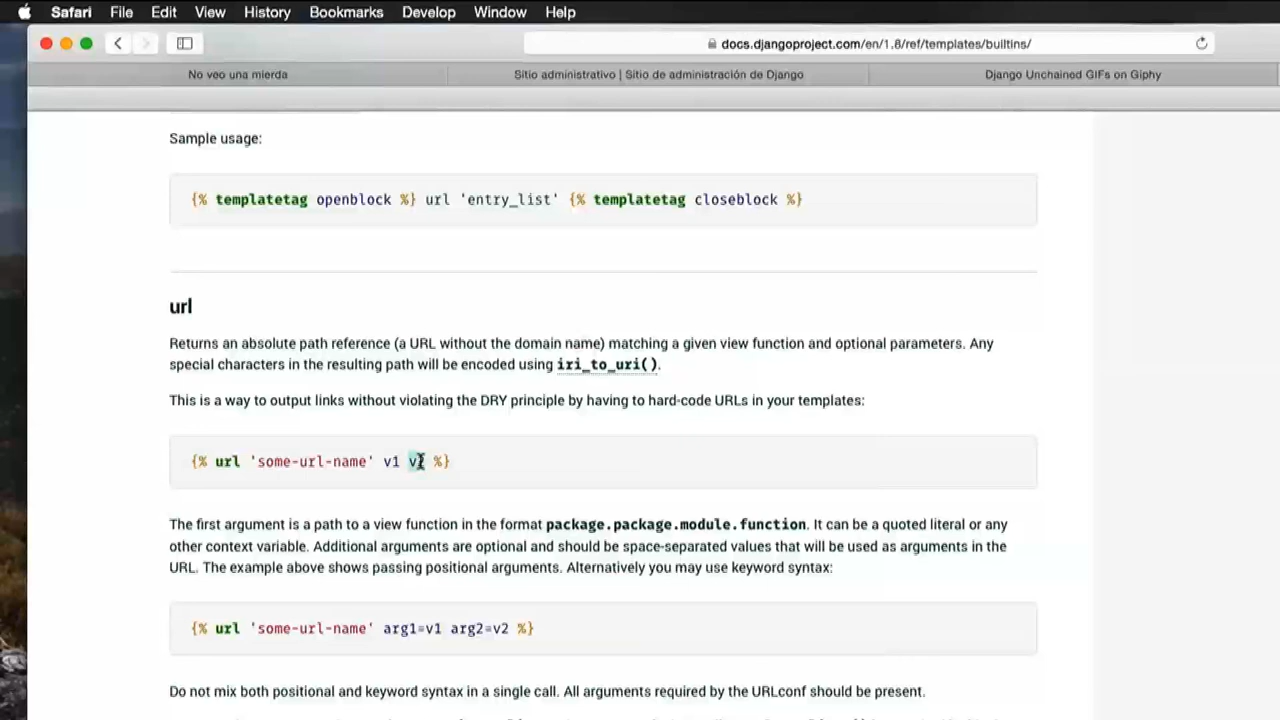 Safari File Edit View History Bookmarks Develop Window Help
docs.djangoproject.com/en/1.8/ref/templates/builtins/
No veo una mierda
Sitio administrativo | Sitio de administración de Django
Django Unchained GIFs on Giphy
Sample usage:
{% templatetag openblock %} url 'entry_list' {% templatetag closeblock %}
url
Returns an absolute path reference (a URL without the domain name) matching a given view function and optional parameters. Any
special characters in the resulting path will be encoded using iri_to_uri().
This is a way to output links without violating the DRY principle by having to hard-code URLs in your templates:
{% url 'some-url-name' v1 v2 %}
The first argument is a path to a view function in the format package.package.module.function. It can be a quoted literal or any
other context variable. Additional arguments are optional and should be space-separated values that will be used as arguments in the
URL. The example above shows passing positional arguments. Alternatively you may use keyword syntax:
{% url 'some-url-name' arg1=v1 arg2=v2 %}
Do not mix both positional and keyword syntax in a single call. All arguments required by the URLconf should be present.